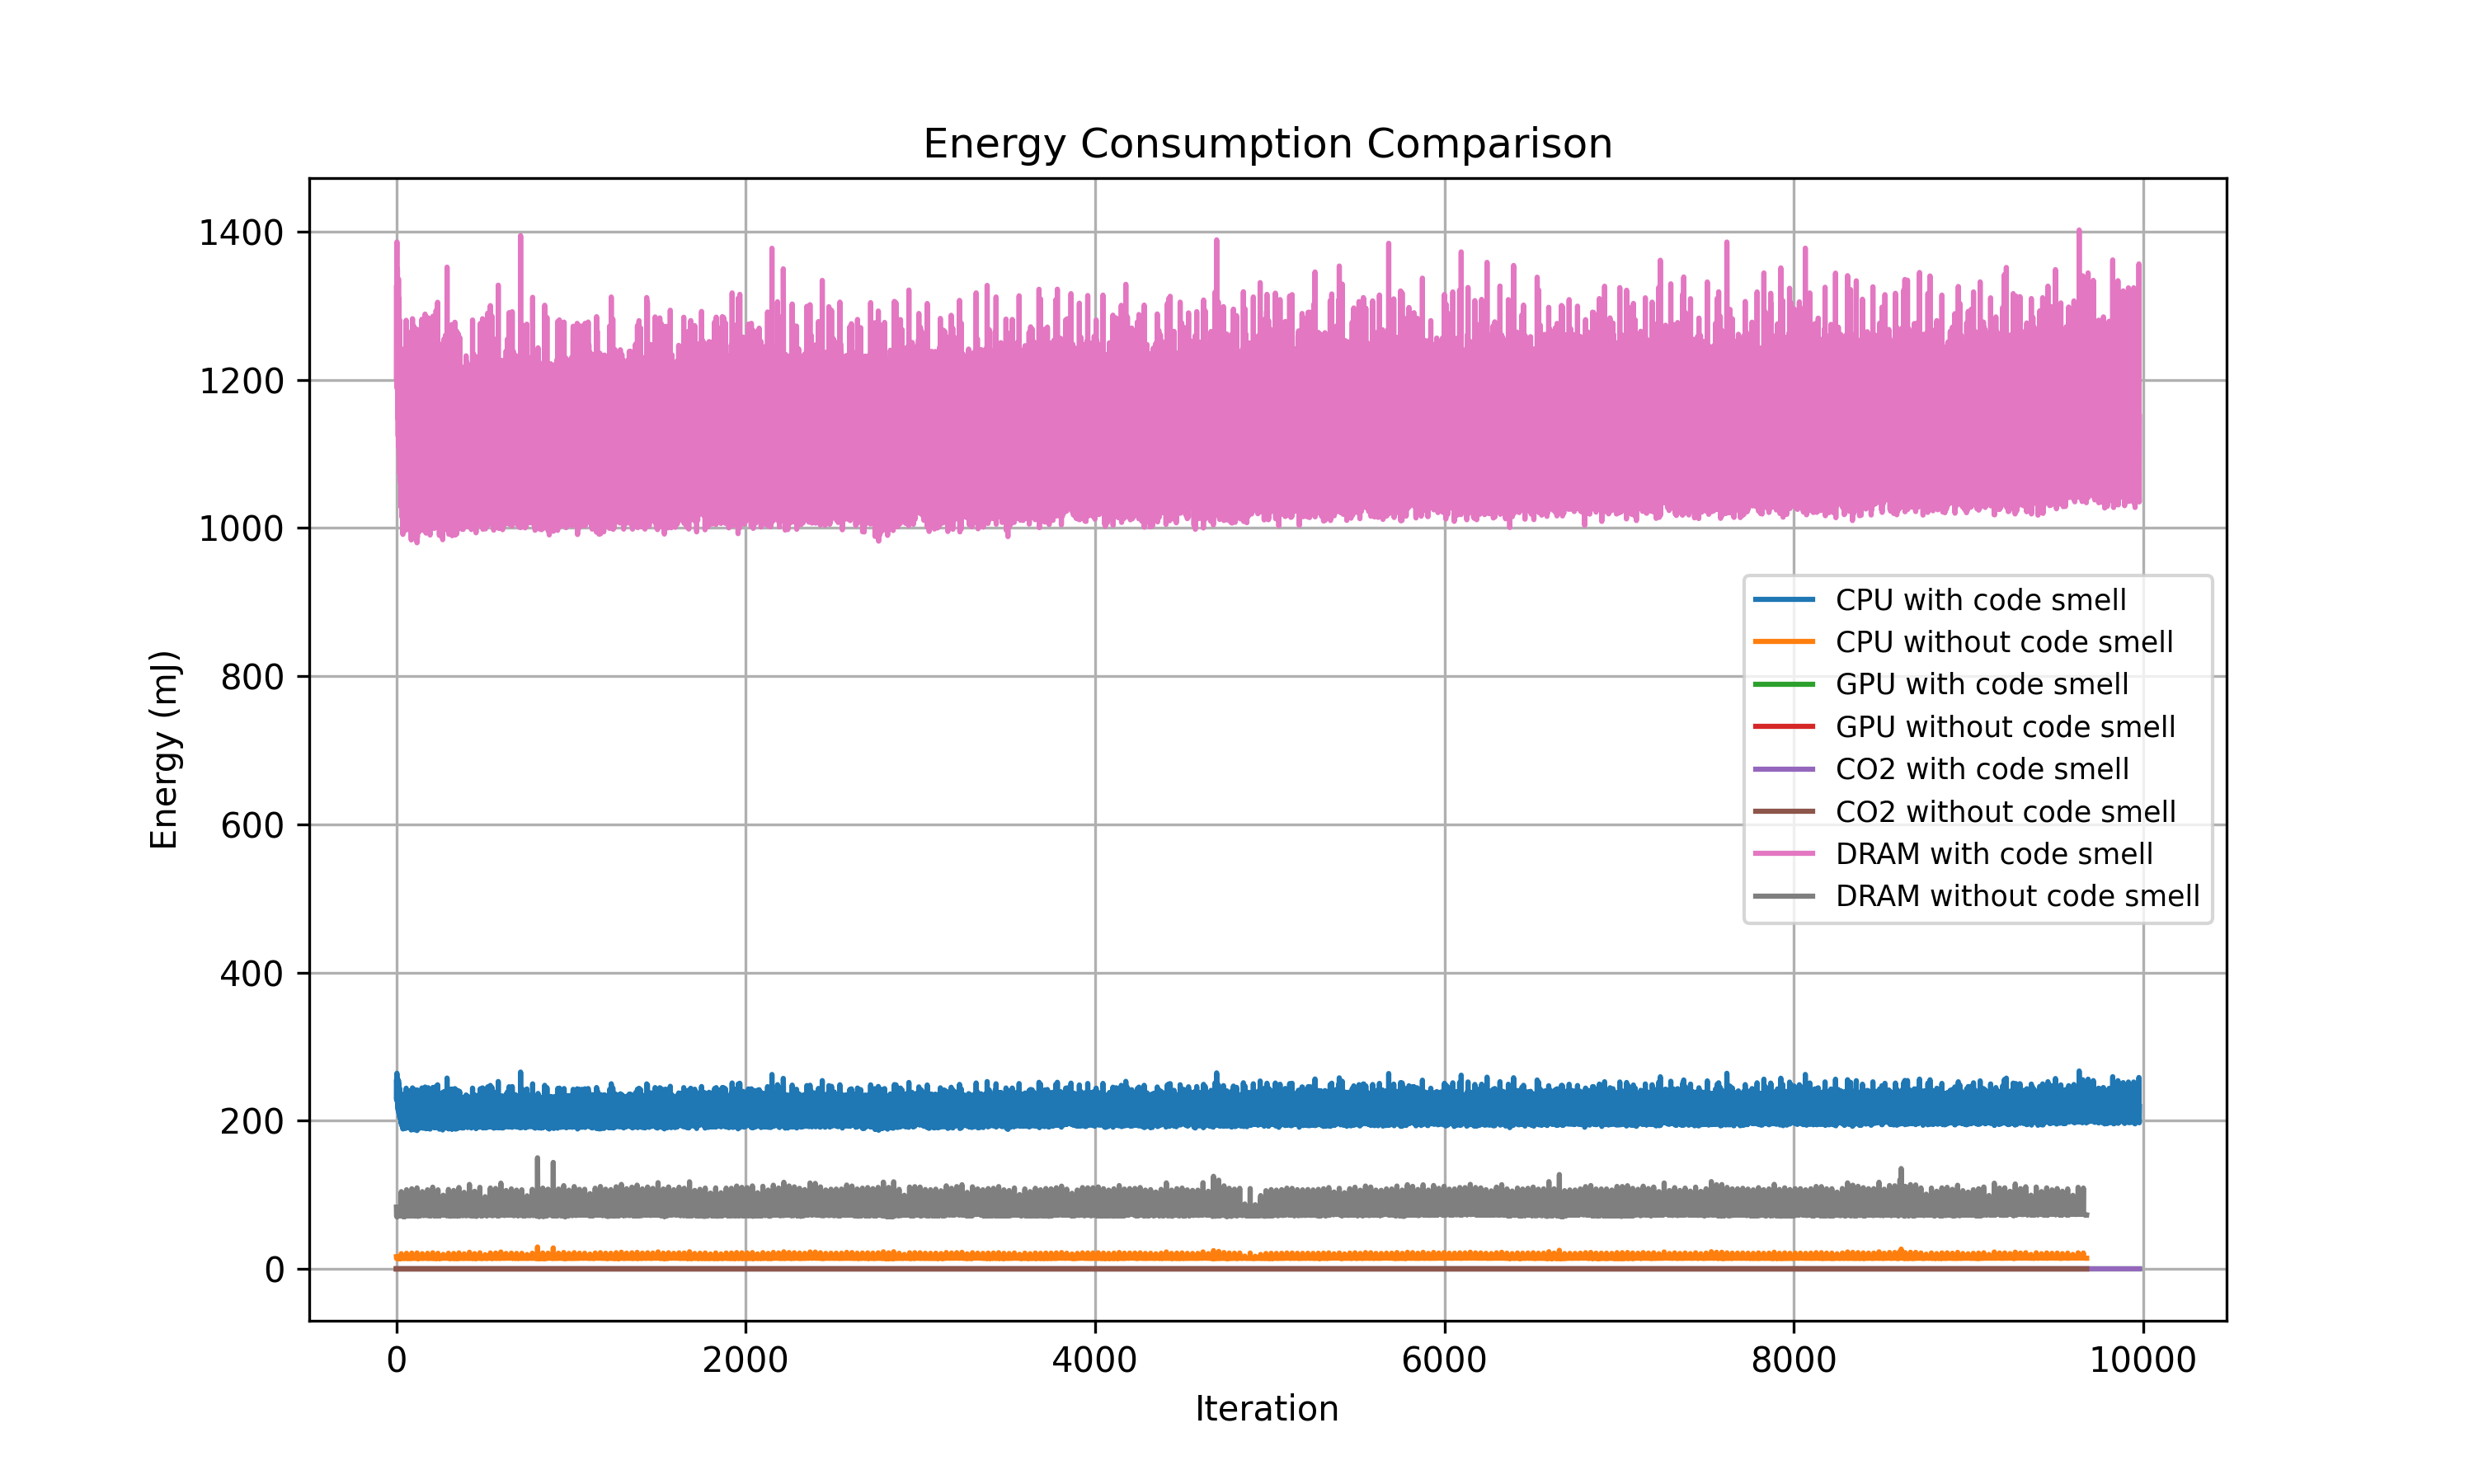 Energy Consumption Comparison
1400
1200
1000
800
600
400
200
0
Energy (mJ)
CPU with code smell
CPU without code smell
GPU with code smell
GPU without code smell
CO2 with code smell
CO2 without code smell
DRAM with code smell
DRAM without code smell
0 2000 4000 6000 8000 10000
Iteration